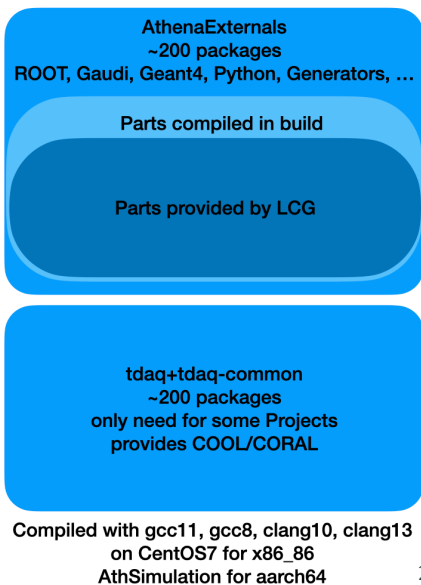 AthenaExternals
~200 packages
ROOT, Gaudi, Geant4, Python, Generators, ...
Parts compiled in build
Parts provided by LCG
tdaq+tdaq-common
~200 packages
only need for some Projects
provides COOL/CORAL
Compiled with gcc11, gcc8, clang10, clang13
on CentOS7 for x86_86
AthSimulation for aarch64